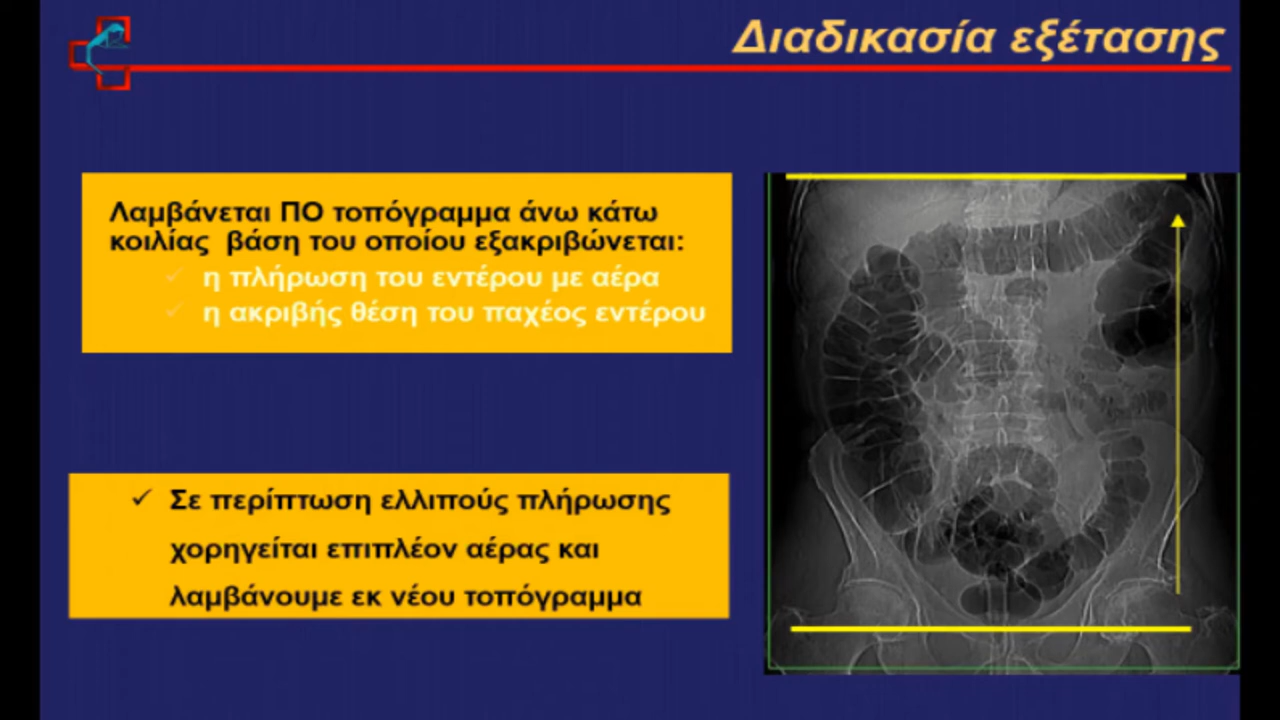 Διαδικασία εξέτασης
Λαμβάνεται ΠΟ τοπόγραμμα άνω κάτω
κοιλίας βάση του οποίου εξακριβώνεται:
✓ η πλήρωση του εντέρου με αέρα
✓ η ακριβής θέση του παχέος εντέρου
✓ Σε περίπτωση ελλιπούς πλήρωσης
χορηγείται επιπλέον αέρας και
λαμβάνουμε εκ νέου τοπόγραμμα